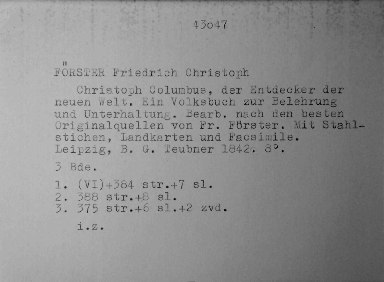 43047
FÖRSTER Friedrich Christoph
Christoph Columbus, der Entdecker der
neuen Welt. Ein Volksbuch zur Belehrung
und Unterhaltung. Bearb. nach den besten
Originalquellen von Fr. Förster. Mit Stahl-
stichen, Landkarten und Facsimile.
Leipzig, B. G. Teubner 1842. 8°.
3 Bde.
1. (VI)+384 str.+7 sl.
2. 388 str.+8 sl.
3. 375 str.+6 sl.+2 zvd.
i.z.